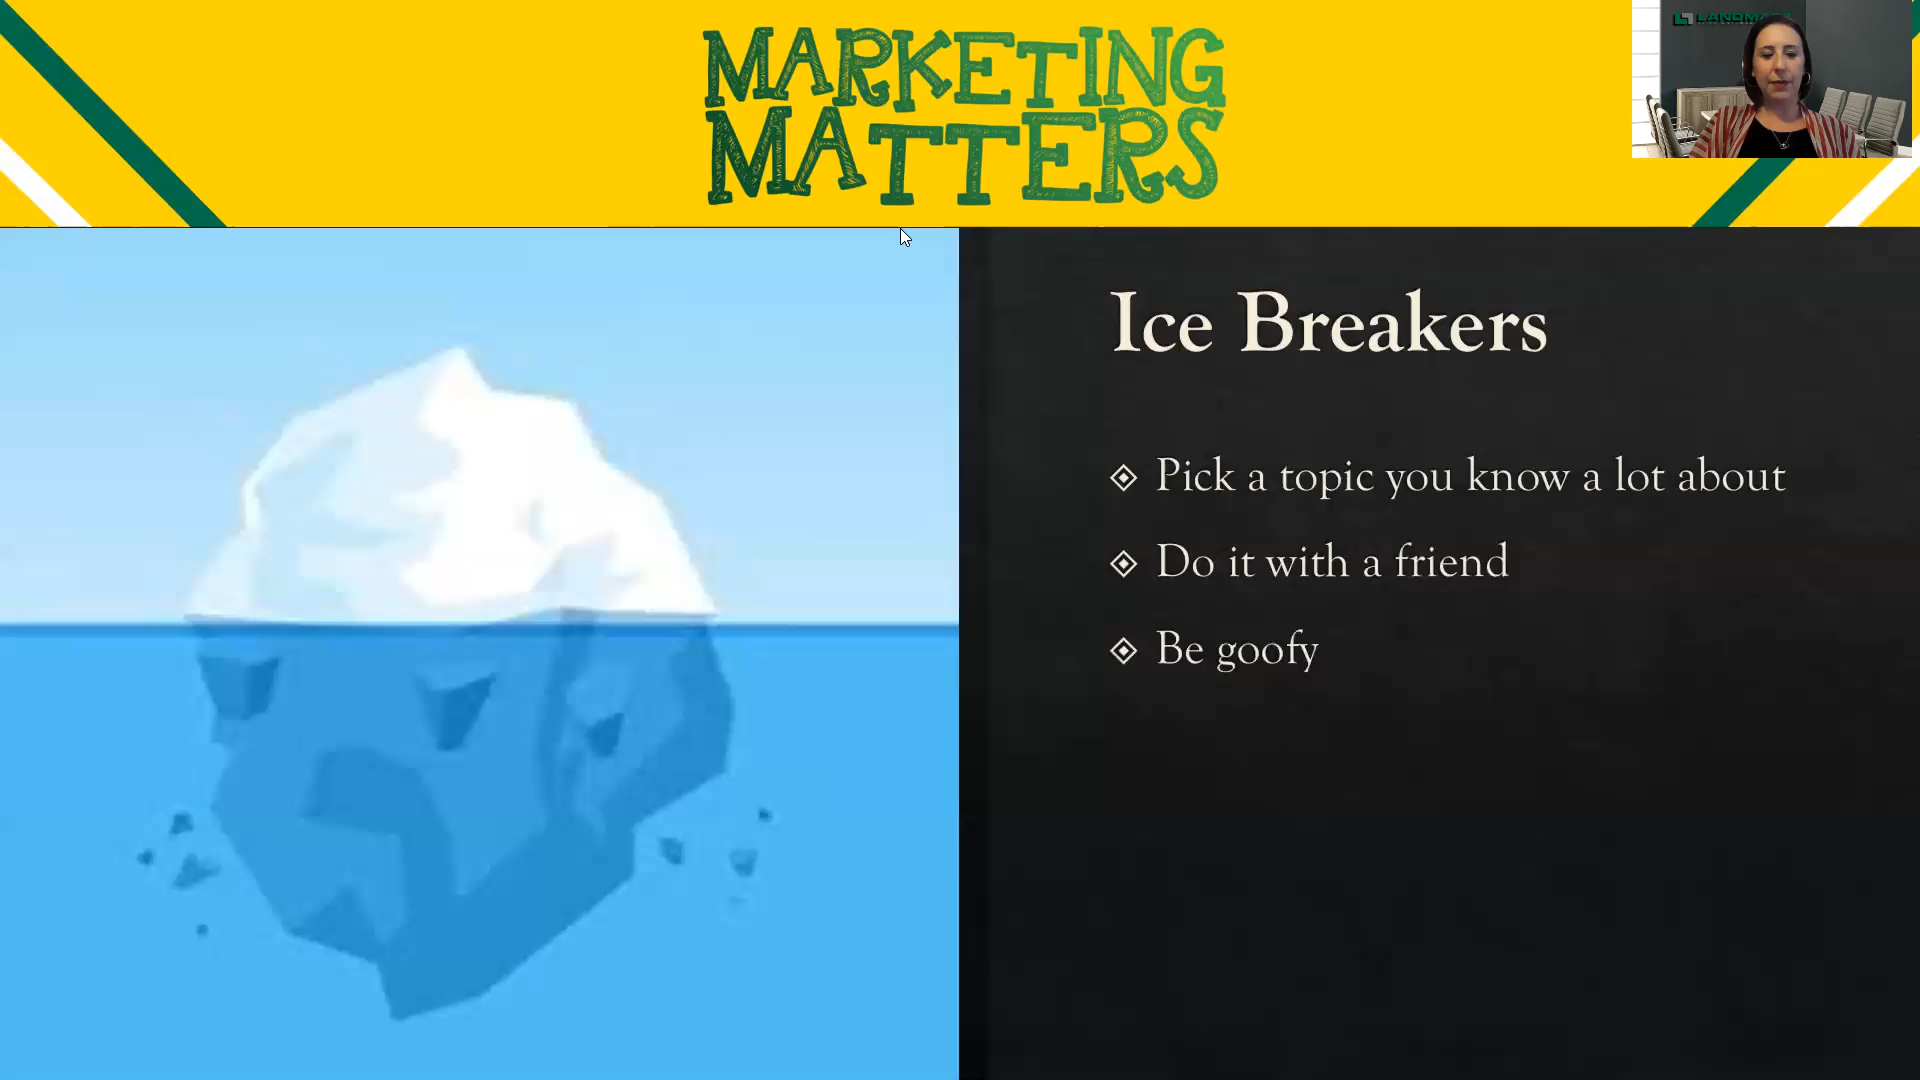 MARKETING
MATTERS
Ice Breakers
Pick a topic you know a lot about
Do it with a friend
Be goofy